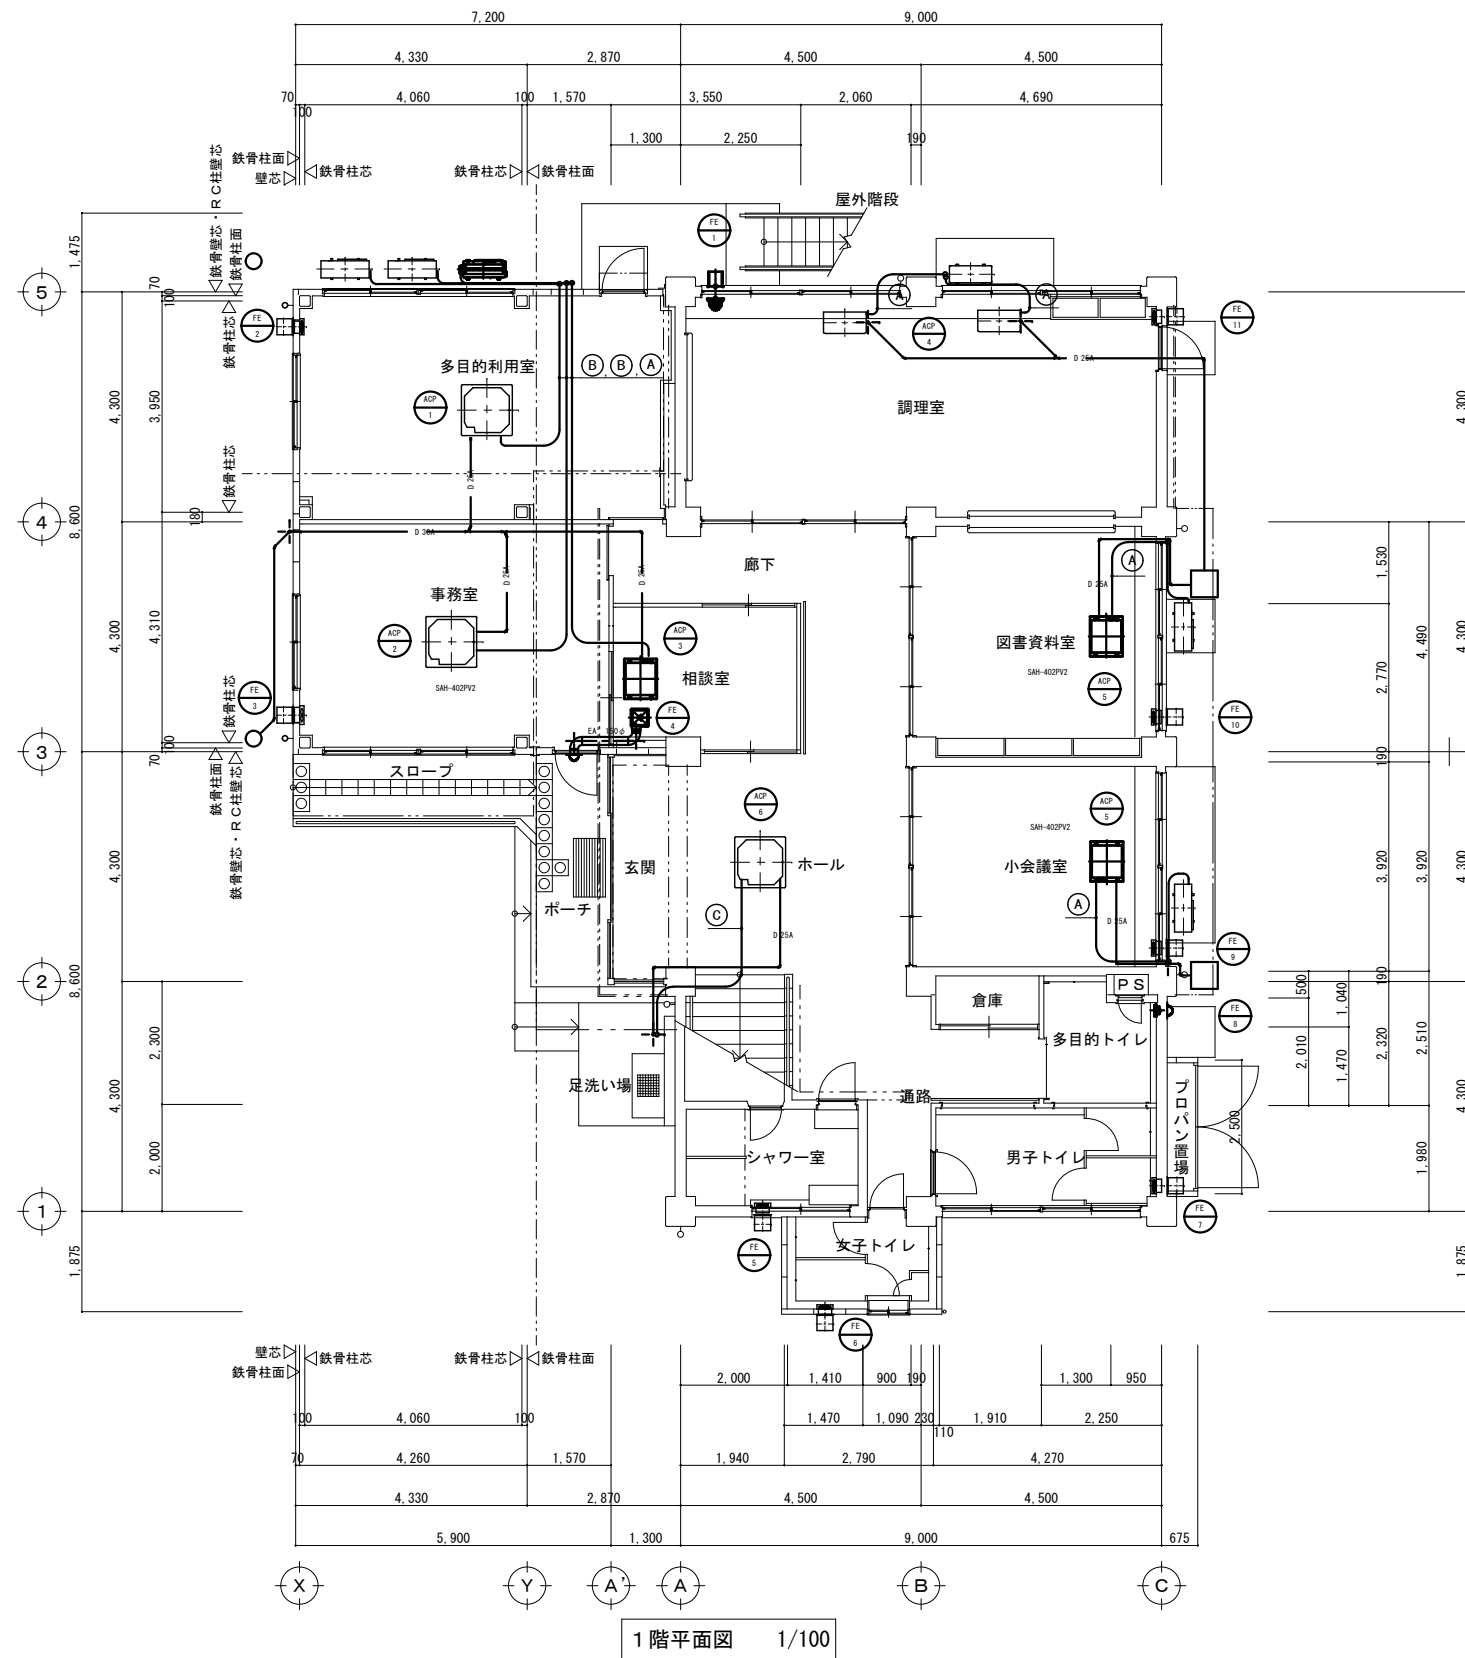 7,200
9,000
4,330
2,870
4,500
4,500
70
4,060
100
1,570
3,550
2,060
4,690
100
1,300
2,250
190
鉄骨柱面
壁芯
鉄骨柱芯
鉄骨柱芯
鉄骨柱面
鉄骨壁芯・RC柱壁芯
鉄骨柱面
屋外階段
FE
1
1,475
70
100
5
FE
2
鉄骨柱芯
A
A
ACP
4
FE
11
D 25A
多目的利用室
B
B
A
ACP
1
調理室
4,300
3,950
4,300
鉄骨柱芯
D 25A
180
4
8,600
D 30A
廊下
D 25A
D 25A
A
D 25A
1,530
事務室
ACP
2
ACP
3
相談室
図書資料室
SAH-402PV2
ACP
5
SAH-402PV2
4,300
4,310
4,300
4,490
2,770
鉄骨柱芯
FE
3
FE
4
EA 150φ
FE
10
100
70
3
190
鉄骨柱面
鉄骨壁芯・RC柱壁芯
スロープ
ACP
6
ACP
5
SAH-402PV2
玄関
ホール
小会議室
4,300
3,920
3,920
4,300
ポーチ
C
D 25A
A
D 25A
FE
9
2
8,600
500
190
1,040
倉庫
PS
FE
8
多目的トイレ
2,300
4,300
2,010
1,470
2,320
2,510
4,300
足洗い場
通路
プロパン置場
2,500
2,000
シャワー室
男子トイレ
1,980
1
FE
7
FE
5
女子トイレ
FE
6
1,875
1,875
壁芯
鉄骨柱面
鉄骨柱芯
鉄骨柱芯
鉄骨柱面
2,000
1,410
900
190
1,300
950
100
4,060
100
1,470
1,090
230
1,910
2,250
110
70
4,260
1,570
1,940
2,790
4,270
4,330
2,870
4,500
4,500
5,900
1,300
9,000
675
X
Y
A'
A
B
C
1階平面図 1/100